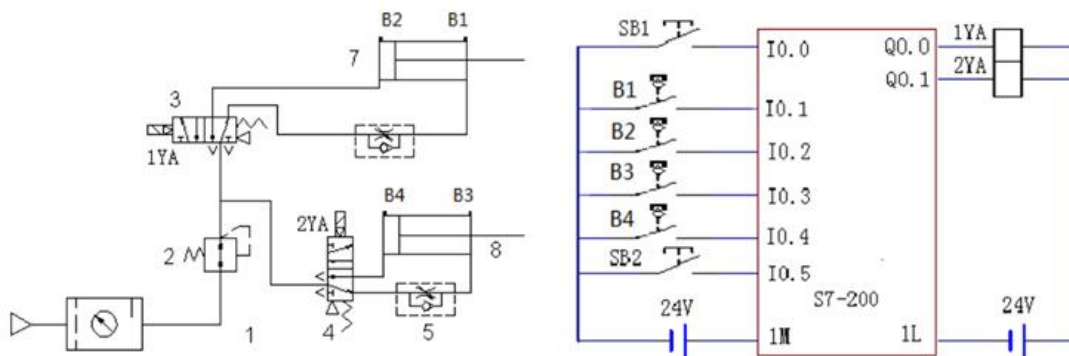 B2 B1
7
3
1YA
B4 B3
2YA
2
8
1 4 5
SB1 I0.0 Q0.0 1YA
Q0.1 2YA
B1 I0.1
B2 I0.2
B3 I0.3
B4 I0.4
SB2 I0.5
S7-200
24V 24V
1M 1L